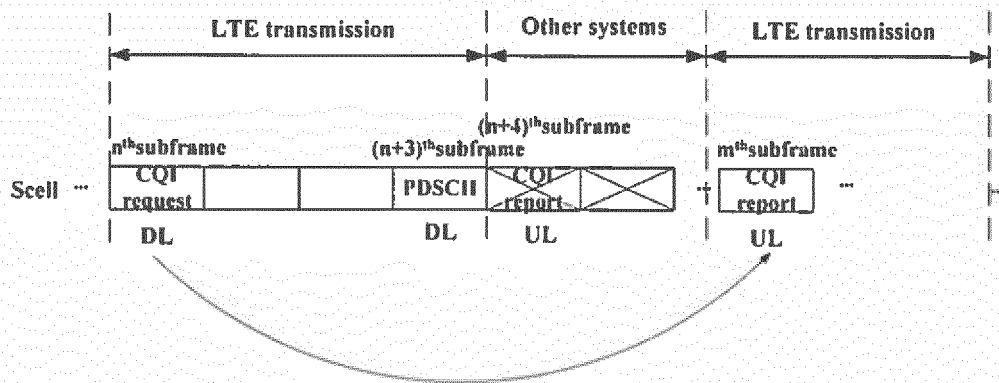 LTE transmission
Other systems
LTE transmission
nᵗʰsubframe
(n+3)ᵗʰsubframe
(n+4)ᵗʰsubframe
mᵗʰsubframe
Scell ...
CQI request
PDSCH
CQI report
...
CQI report
...
DL
DL
UL
UL